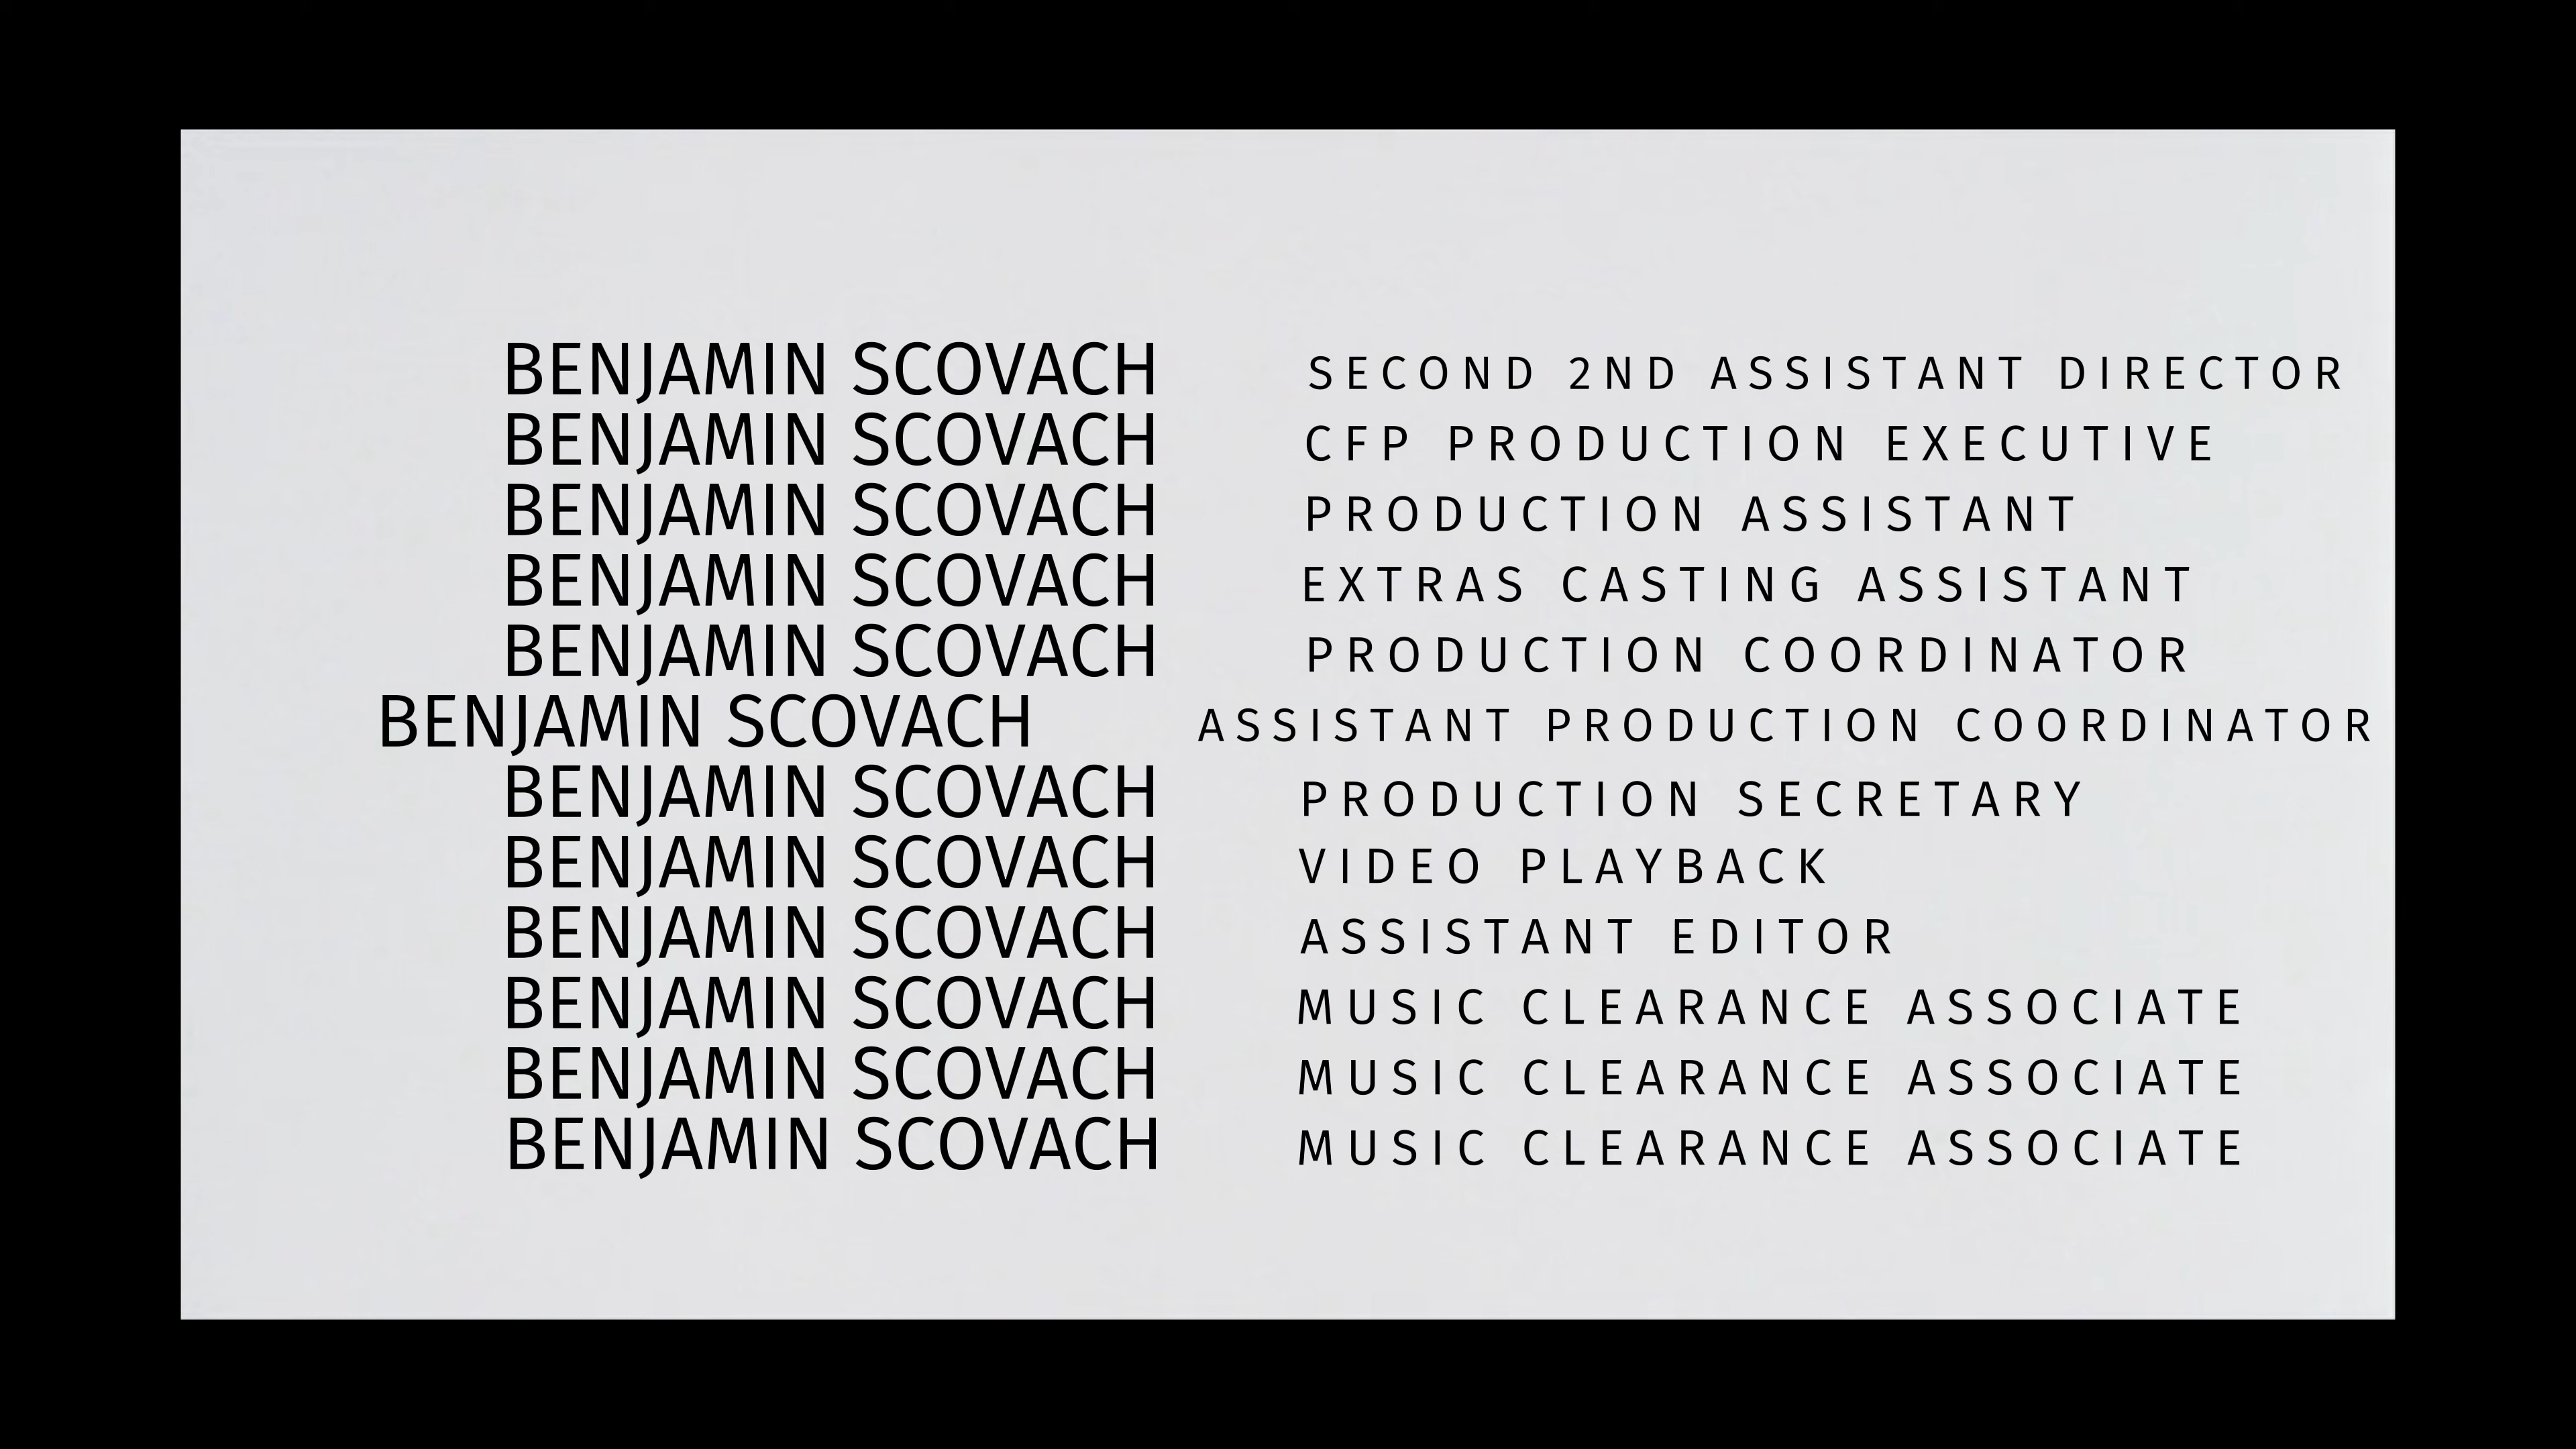 BENJAMIN SCOVACH SECOND 2ND ASSISTANT DIRECTOR
BENJAMIN SCOVACH CFP PRODUCTION EXECUTIVE
BENJAMIN SCOVACH PRODUCTION ASSISTANT
BENJAMIN SCOVACH EXTRAS CASTING ASSISTANT
BENJAMIN SCOVACH PRODUCTION COORDINATOR
BENJAMIN SCOVACH ASSISTANT PRODUCTION COORDINATOR
BENJAMIN SCOVACH PRODUCTION SECRETARY
BENJAMIN SCOVACH VIDEO PLAYBACK
BENJAMIN SCOVACH ASSISTANT EDITOR
BENJAMIN SCOVACH MUSIC CLEARANCE ASSOCIATE
BENJAMIN SCOVACH MUSIC CLEARANCE ASSOCIATE
BENJAMIN SCOVACH MUSIC CLEARANCE ASSOCIATE